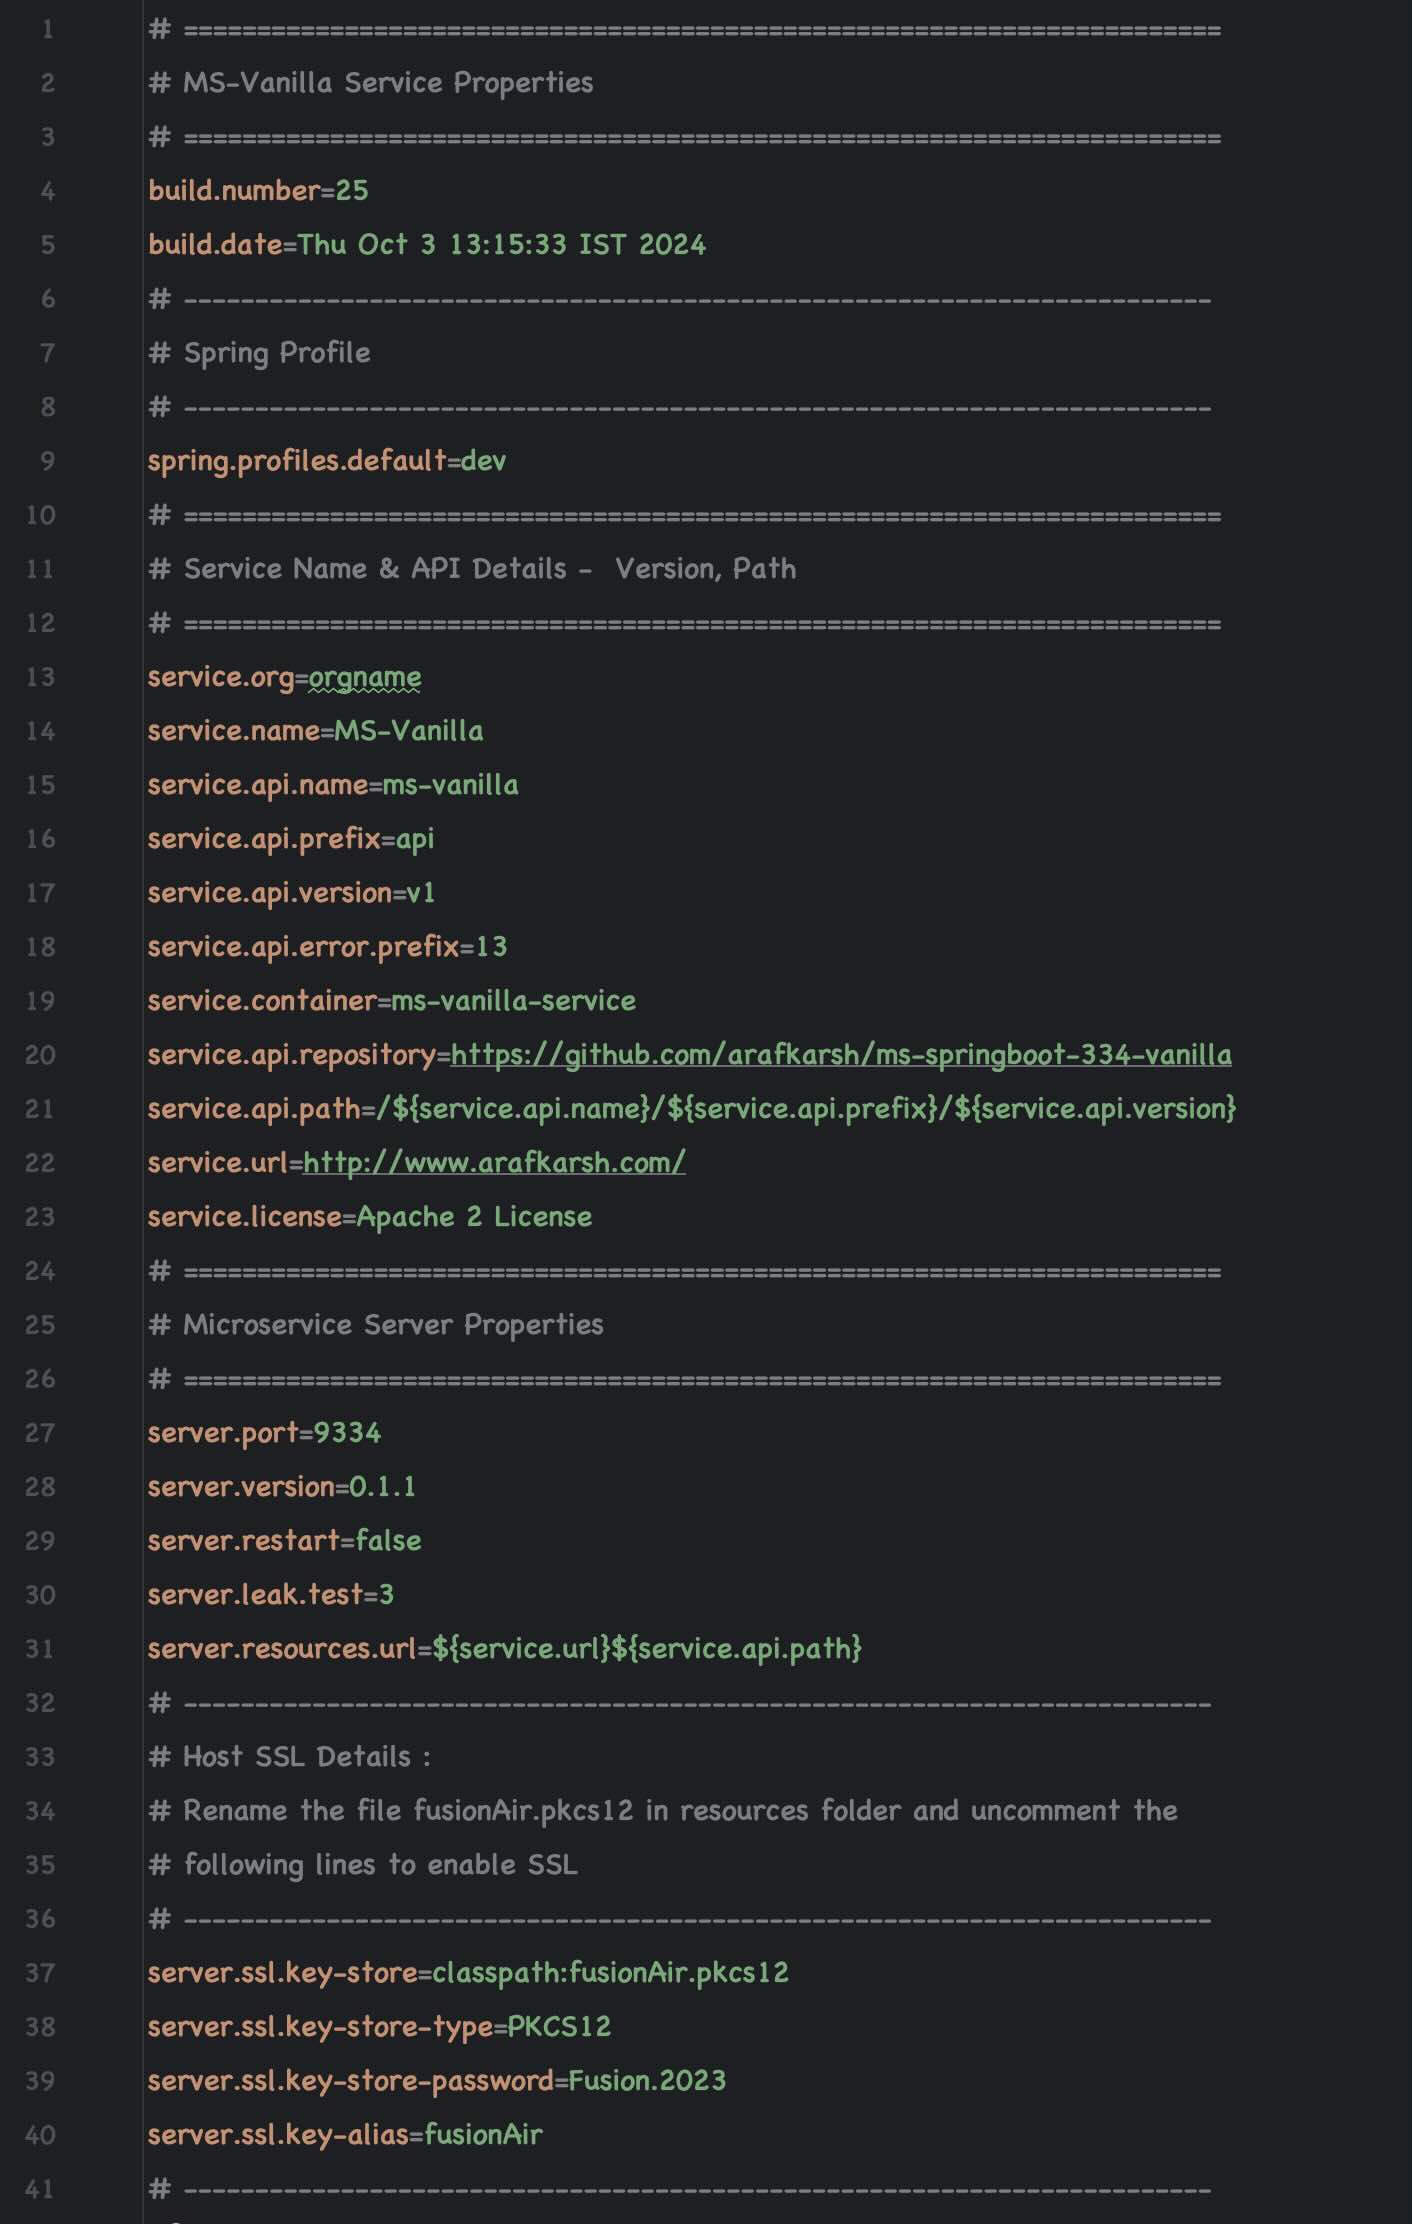 1 # =======================================================================
2 # MS-Vanilla Service Properties
3 # =======================================================================
4 build.number=25
5 build.date=Thu Oct 3 13:15:33 IST 2024
6 # -----------------------------------------------------------------------
7 # Spring Profile
8 # -----------------------------------------------------------------------
9 spring.profiles.default=dev
10 # =======================================================================
11 # Service Name & API Details -  Version, Path
12 # =======================================================================
13 service.org=orgname
14 service.name=MS-Vanilla
15 service.api.name=ms-vanilla
16 service.api.prefix=api
17 service.api.version=v1
18 service.api.error.prefix=13
19 service.container=ms-vanilla-service
20 service.api.repository=https://github.com/arafkarsh/ms-springboot-334-vanilla
21 service.api.path=/${service.api.name}/${service.api.prefix}/${service.api.version}
22 service.url=http://www.arafkarsh.com/
23 service.license=Apache 2 License
24 # =======================================================================
25 # Microservice Server Properties
26 # =======================================================================
27 server.port=9334
28 server.version=0.1.1
29 server.restart=false
30 server.leak.test=3
31 server.resources.url=${service.url}${service.api.path}
32 # -----------------------------------------------------------------------
33 # Host SSL Details :
34 # Rename the file fusionAir.pkcs12 in resources folder and uncomment the
35 # following lines to enable SSL
36 # -----------------------------------------------------------------------
37 server.ssl.key-store=classpath:fusionAir.pkcs12
38 server.ssl.key-store-type=PKCS12
39 server.ssl.key-store-password=Fusion.2023
40 server.ssl.key-alias=fusionAir
41 # -----------------------------------------------------------------------